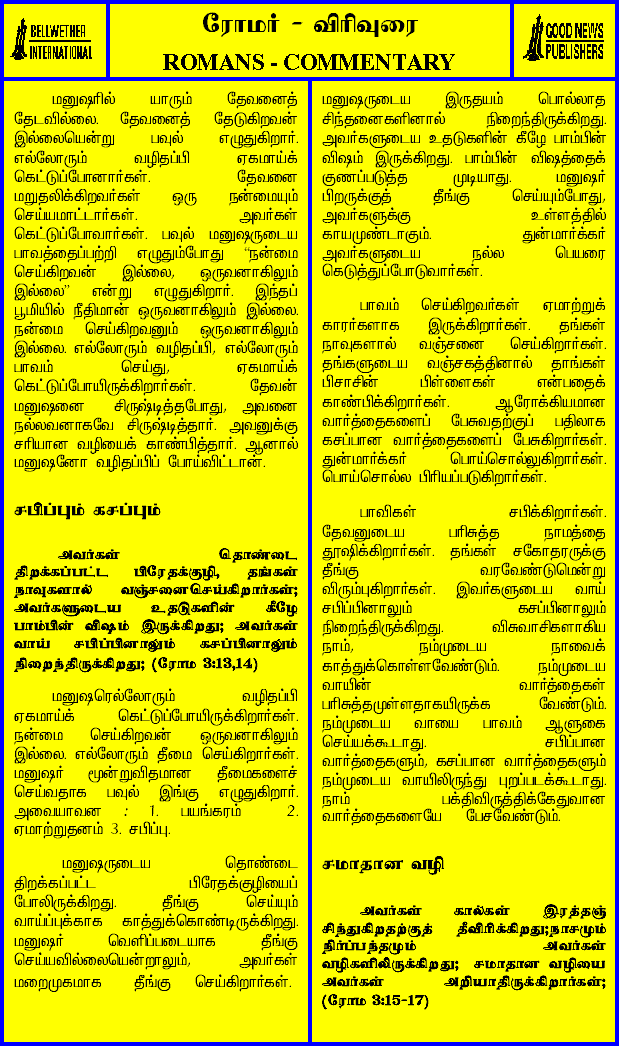 BELLWETHER
INTERNATIONAL
ரோமர் - விரிவுரை
ROMANS - COMMENTARY
GOOD NEWS
PUBLISHERS
மனுஷரில் யாரும் தேவனைத்
தேடவில்லை. தேவனைத் தேடுகிறவன்
இல்லையென்று பவுல் எழுதுகிறார்.
எல்லோரும் வழிதப்பி ஏகமாய்க்
கெட்டுப்போனார்கள். தேவனை
மறுதலிக்கிறவர்கள் ஒரு நன்மையும்
செய்யமாட்டார்கள். அவர்கள்
கெட்டுப்போவார்கள். பவுல் மனுஷருடைய
பாவத்தைப்பற்றி எழுதும்போது “நன்மை
செய்கிறவன் இல்லை, ஒருவனாகிலும்
இல்லை” என்று எழுதுகிறார். இந்தப்
பூமியில் நீதிமான் ஒருவனாகிலும் இல்லை.
நன்மை செய்கிறவனும் ஒருவனாகிலும்
இல்லை. எல்லோரும் வழிதப்பி, எல்லோரும்
பாவம் செய்து, ஏகமாய்க்
கெட்டுப்போயிருக்கிறார்கள். தேவன்
மனுஷனை சிருஷ்டித்தபோது, அவனை
நல்லவனாகவே சிருஷ்டித்தார். அவனுக்கு
சரியான வழியைக் காண்பித்தார். ஆனால்
மனுஷனோ வழிதப்பிப் போய்விட்டான்.
சபிப்பும் கசப்பும்
அவர்கள் தொண்டை
திறக்கப்பட்ட பிரேதக்குழி, தங்கள்
நாவுகளால் வஞ்சனைசெய்கிறார்கள்;
அவர்களுடைய உதடுகளின் கீழே
பாம்பின் விஷம் இருக்கிறது; அவர்கள்
வாய் சபிப்பினாலும் கசப்பினாலும்
நிறைந்திருக்கிறது; (ரோம 3:13,14)
மனுஷரெல்லோரும் வழிதப்பி
ஏகமாய்க் கெட்டுப்போயிருக்கிறார்கள்.
நன்மை செய்கிறவன் ஒருவனாகிலும்
இல்லை. எல்லோரும் தீமை செய்கிறார்கள்.
மனுஷர் மூன்றுவிதமான தீமைகளைச்
செய்வதாக பவுல் இங்கு எழுதுகிறார்.
அவையாவன : 1. பயங்கரம் 2.
ஏமாற்றுதனம் 3. சபிப்பு.
மனுஷருடைய தொண்டை
திறக்கப்பட்ட பிரேதக்குழியைப்
போலிருக்கிறது. தீங்கு செய்யும்
வாய்ப்புக்காக காத்துக்கொண்டிருக்கிறது.
மனுஷர் வெளிப்படையாக தீங்கு
செய்யவில்லையென்றாலும், அவர்கள்
மறைமுகமாக தீங்கு செய்கிறார்கள்.
மனுஷருடைய இருதயம் பொல்லாத
சிந்தனைகளினால் நிறைந்திருக்கிறது.
அவர்களுடைய உதடுகளின் கீழே பாம்பின்
விஷம் இருக்கிறது. பாம்பின் விஷத்தைக்
குணப்படுத்த முடியாது. மனுஷர்
பிறருக்குத் தீங்கு செய்யும்போது,
அவர்களுக்கு உள்ளத்தில்
காயமுண்டாகும். துன்மார்க்கர்
அவர்களுடைய நல்ல பெயரை
கெடுத்துப்போடுவார்கள்.
பாவம் செய்கிறவர்கள் ஏமாற்றுக்
காரர்களாக இருக்கிறார்கள். தங்கள்
நாவுகளால் வஞ்சனை செய்கிறார்கள்.
தங்களுடைய வஞ்சகத்தினால் தாங்கள்
பிசாசின் பிள்ளைகள் என்பதைக்
காண்பிக்கிறார்கள். ஆரோக்கியமான
வார்த்தைகளைப் பேசுவதற்குப் பதிலாக
கசப்பான வார்த்தைகளைப் பேசுகிறார்கள்.
துன்மார்க்கர் பொய்சொல்லுகிறார்கள்.
பொய்சொல்ல பிரியப்படுகிறார்கள்.
பாவிகள் சபிக்கிறார்கள்.
தேவனுடைய பரிசுத்த நாமத்தை
தூஷிக்கிறார்கள். தங்கள் சகோதரருக்கு
தீங்கு வரவேண்டுமென்று
விரும்புகிறார்கள். இவர்களுடைய வாய்
சபிப்பினாலும் கசப்பினாலும்
நிறைந்திருக்கிறது. விசுவாசிகளாகிய
நாம், நம்முடைய நாவைக்
காத்துக்கொள்ளவேண்டும். நம்முடைய
வாயின் வார்த்தைகள்
பரிசுத்தமுள்ளதாகயிருக்க வேண்டும்.
நம்முடைய வாயை பாவம் ஆளுகை
செய்யக்கூடாது. சபிப்பான
வார்த்தைகளும், கசப்பான வார்த்தைகளும்
நம்முடைய வாயிலிருந்து புறப்படக்கூடாது.
நாம் பக்திவிருத்திக்கேதுவான
வார்த்தைகளையே பேசவேண்டும்.
சமாதான வழி
அவர்கள் கால்கள் இரத்தஞ்
சிந்துகிறதற்குத் தீவிரிக்கிறது;நாசமும்
நிர்ப்பந்தமும் அவர்கள்
வழிகளிலிருக்கிறது; சமாதான வழியை
அவர்கள் அறியாதிருக்கிறார்கள்;
(ரோம 3:15-17)